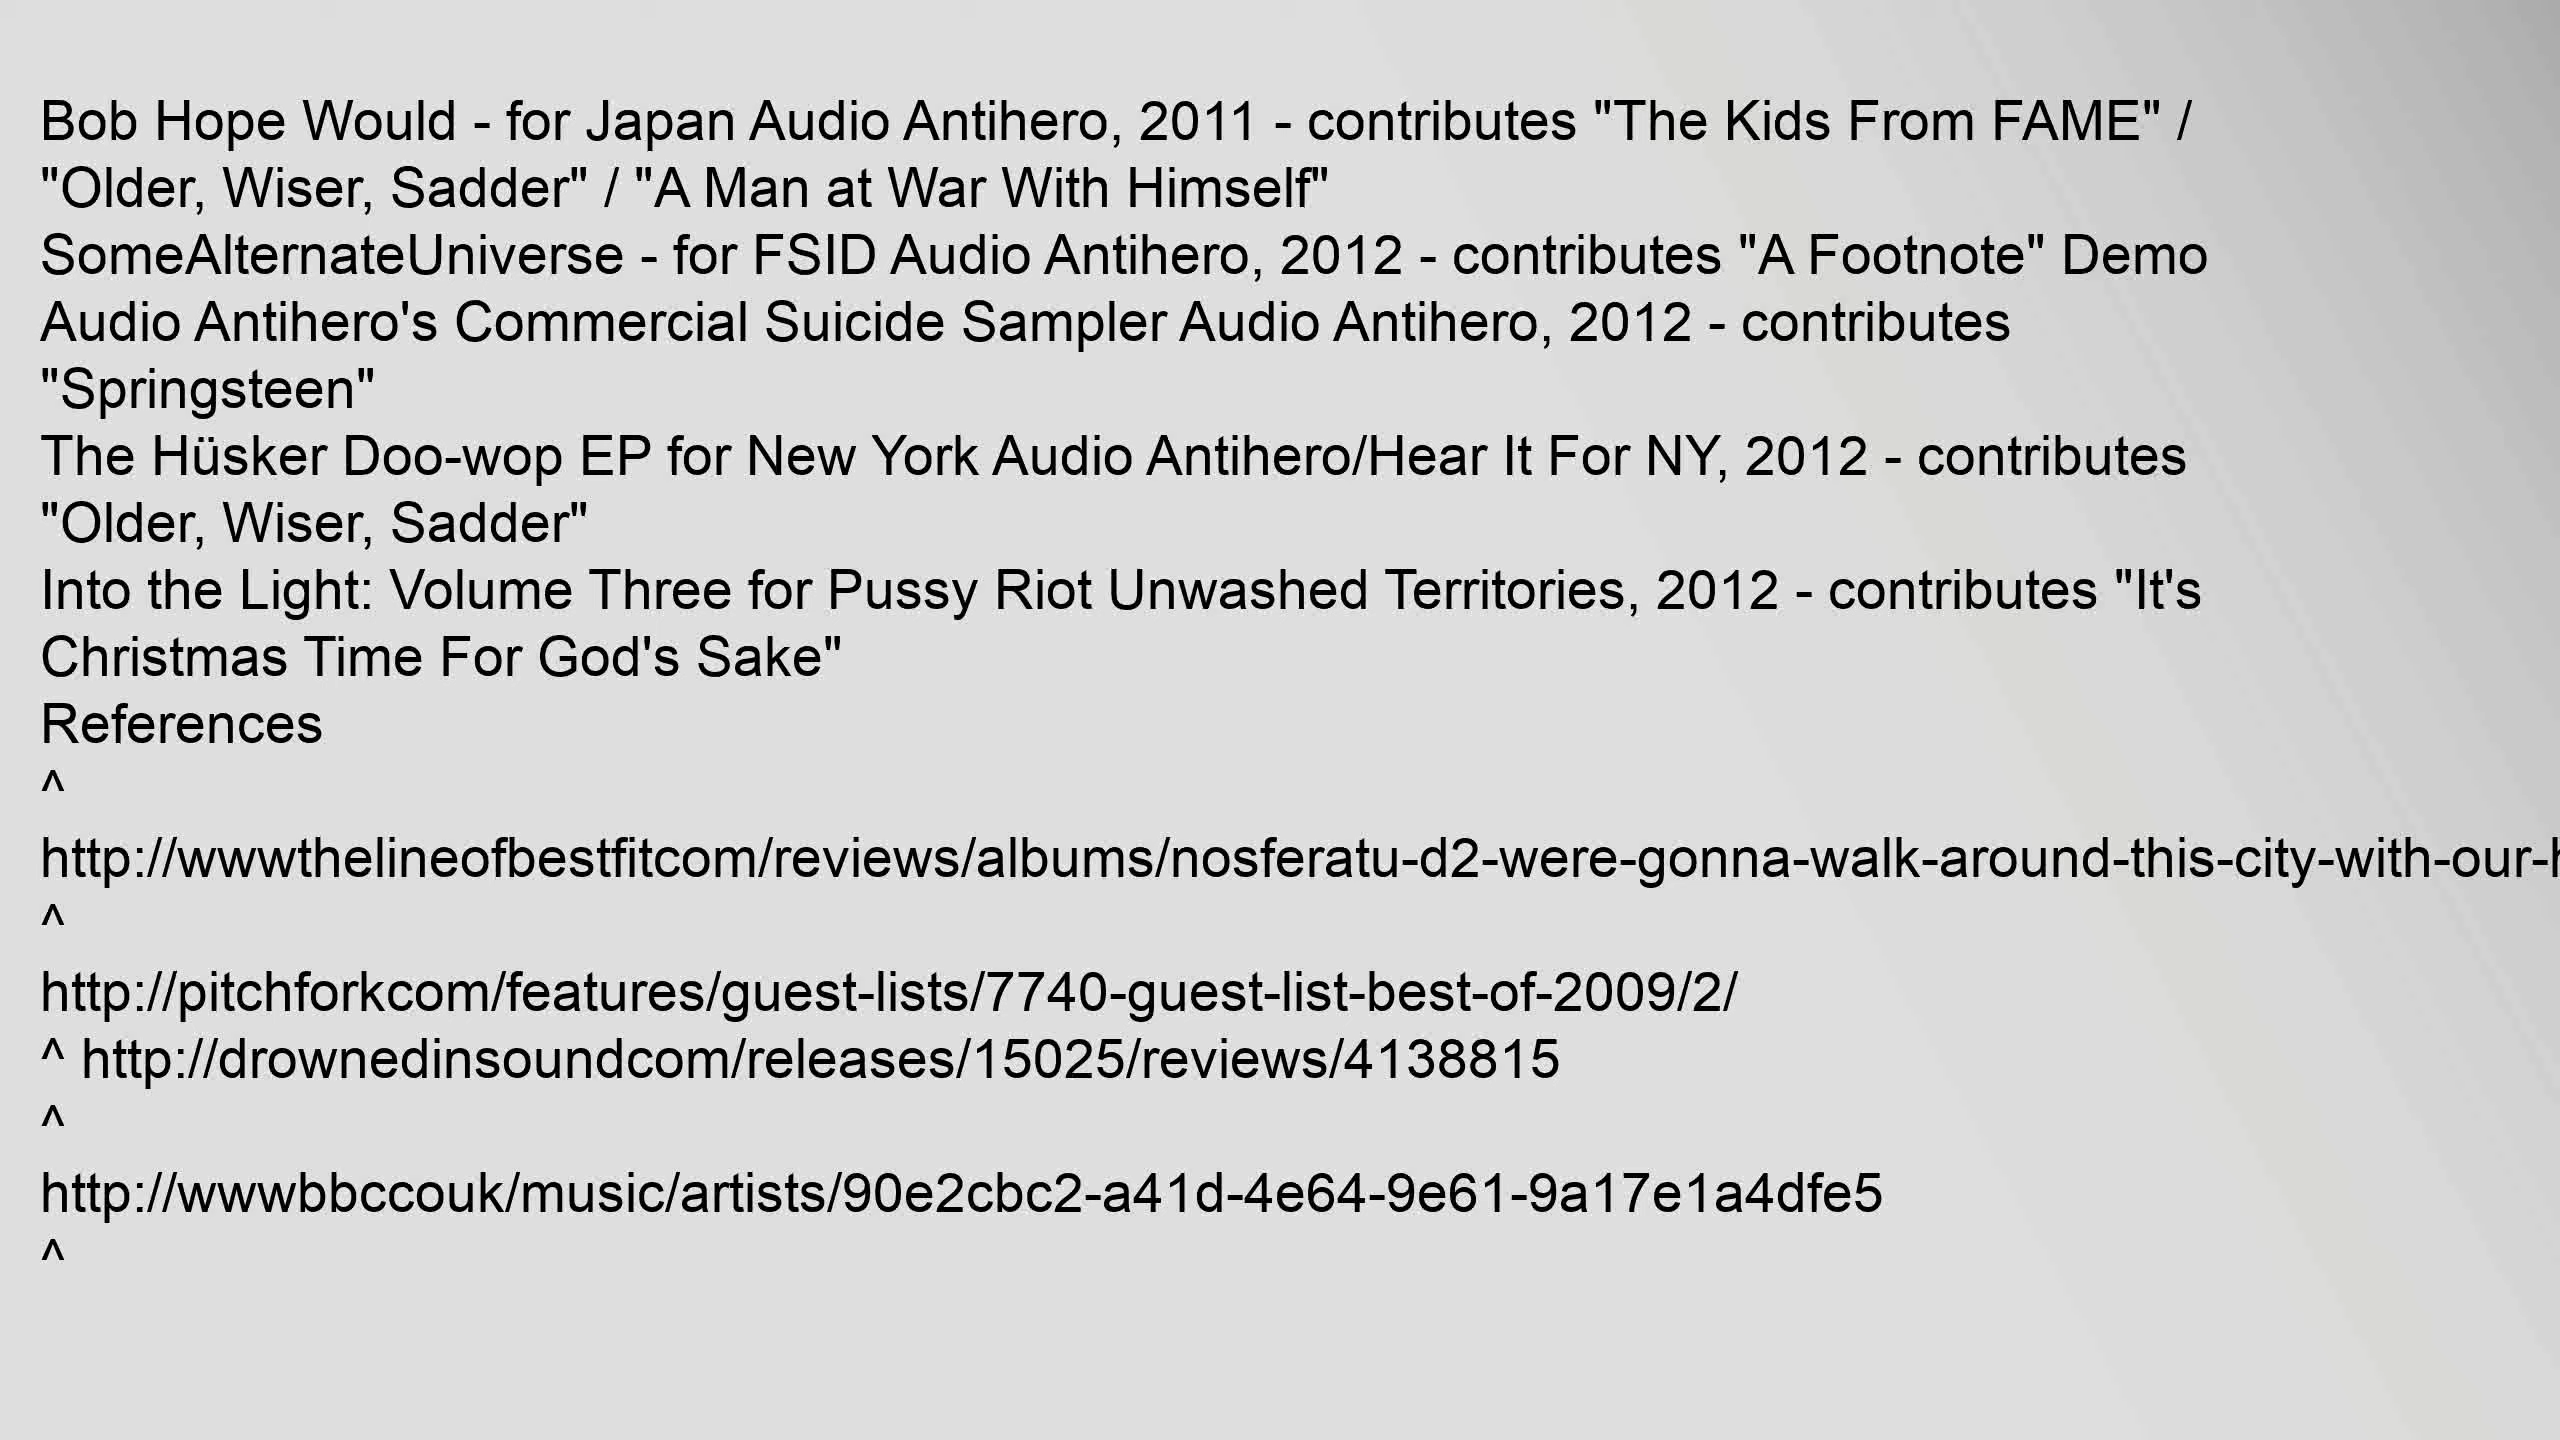 Bob Hope Would - for Japan Audio Antihero, 2011 - contributes "The Kids From FAME" /
"Older, Wiser, Sadder" / "A Man at War With Himself"
SomeAlternateUniverse - for FSID Audio Antihero, 2012 - contributes "A Footnote" Demo
Audio Antihero's Commercial Suicide Sampler Audio Antihero, 2012 - contributes
"Springsteen"
The Hüsker Doo-wop EP for New York Audio Antihero/Hear It For NY, 2012 - contributes
"Older, Wiser, Sadder"
Into the Light: Volume Three for Pussy Riot Unwashed Territories, 2012 - contributes "It's
Christmas Time For God's Sake"
References
^
http://wwwthelineofbestfitcom/reviews/albums/nosferatu-d2-were-gonna-walk-around-this-city-with-our-h
^
http://pitchforkcom/features/guest-lists/7740-guest-list-best-of-2009/2/
^ http://drownedinsoundcom/releases/15025/reviews/4138815
^
http://wwwbbccouk/music/artists/90e2cbc2-a41d-4e64-9e61-9a17e1a4dfe5
^